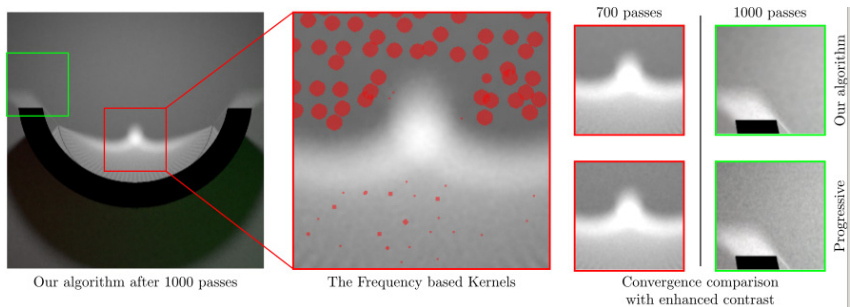 700 passes
1000 passes
Our algorithm
Progressive
Our algorithm after 1000 passes
The Frequency based Kernels
Convergence comparison
with enhanced contrast